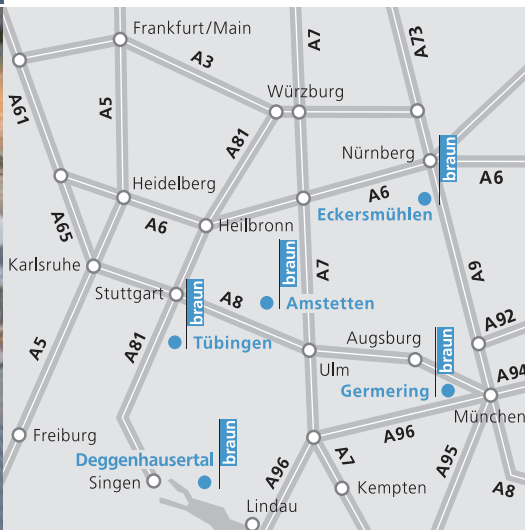 Frankfurt/Main
A7
A73
A3
A61
A5
Würzburg
A81
Nürnberg
braun
A6
Heidelberg
A6
Eckersmühlen
A65
A6
Heilbronn
Karlsruhe
braun
A7
A9
Stuttgart
braun
A8
Amstetten
A92
A5
A81
Tübingen
Augsburg
braun
Ulm
A94
Germering
München
Freiburg
braun
A96
Deggenhausertal
Singen
A96
A7
A95
Kempten
A8
Lindau